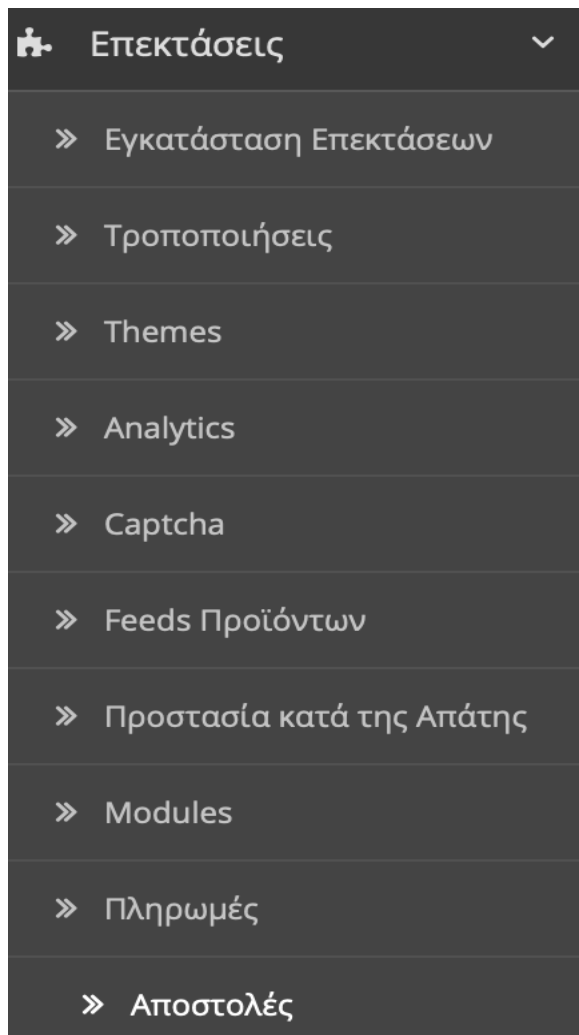 Επεκτάσεις
Εγκατάσταση Επεκτάσεων
Τροποποιήσεις
Themes
Analytics
Captcha
Feeds Προϊόντων
Προστασία κατά της Απάτης
Modules
Πληρωμές
Αποστολές